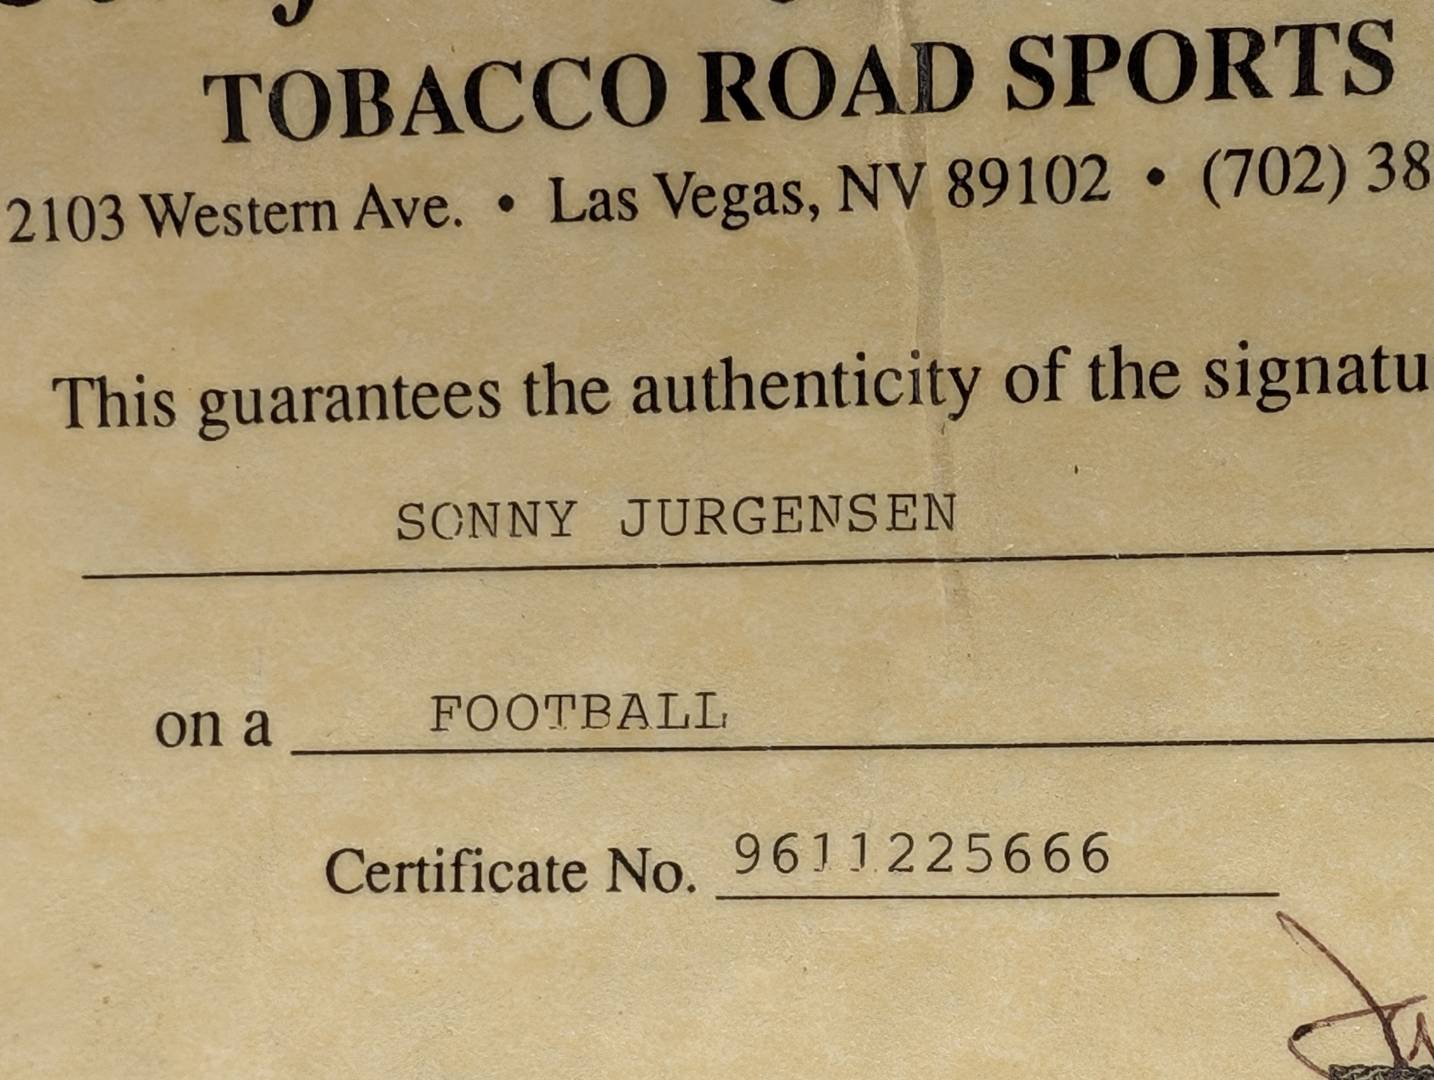 TOBACCO ROAD SPORTS
2103 Western Ave. • Las Vegas, NV 89102 • (702) 38
This guarantees the authenticity of the signatu
SONNY JURGENSEN
on a FOOTBALL
Certificate No. 9611225666